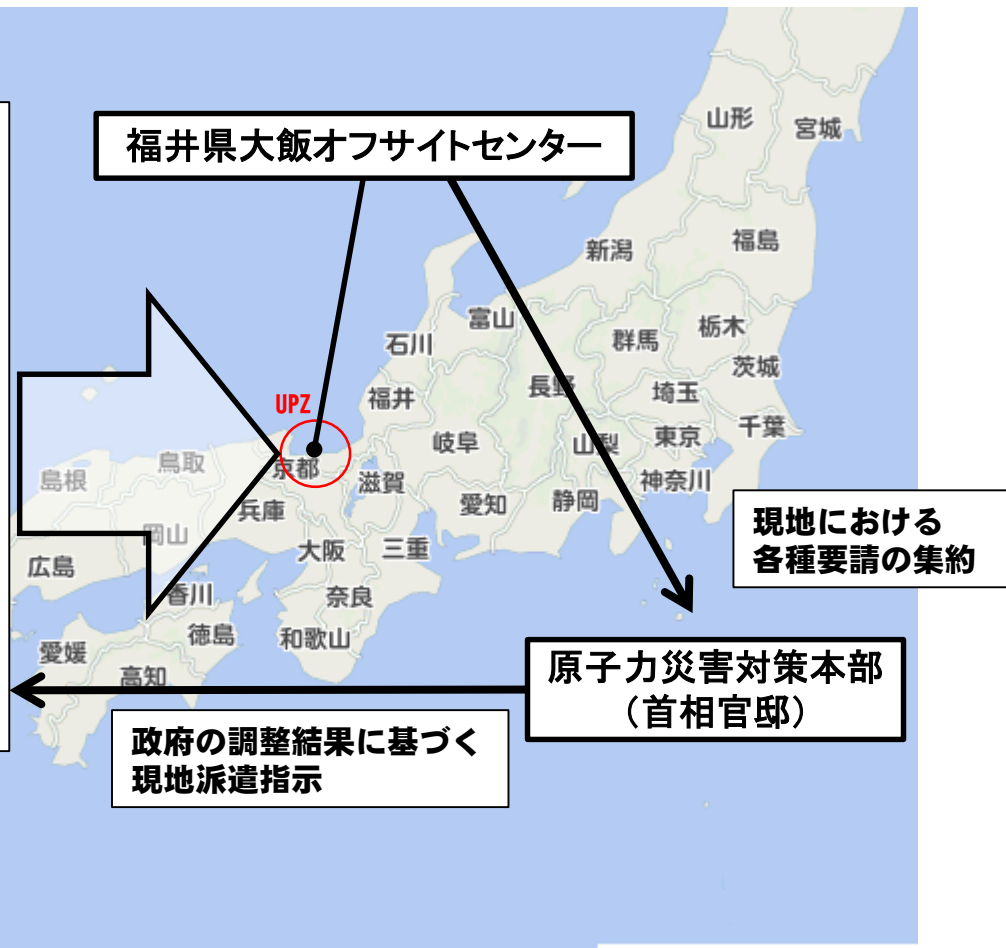 山形
宮城
福井県大飯オフサイトセンター
新潟
福島
富山
石川
群馬
栃木
茨城
長野
福井
埼玉
UPZ
千葉
岐阜
山梨
東京
鳥取
京都
島根
滋賀
神奈川
愛知
静岡
兵庫
岡山
現地における
各種要請の集約
大阪
三重
広島
香川
奈良
徳島
和歌山
愛媛
高知
原子力災害対策本部
（首相官邸）
政府の調整結果に基づく
現地派遣指示